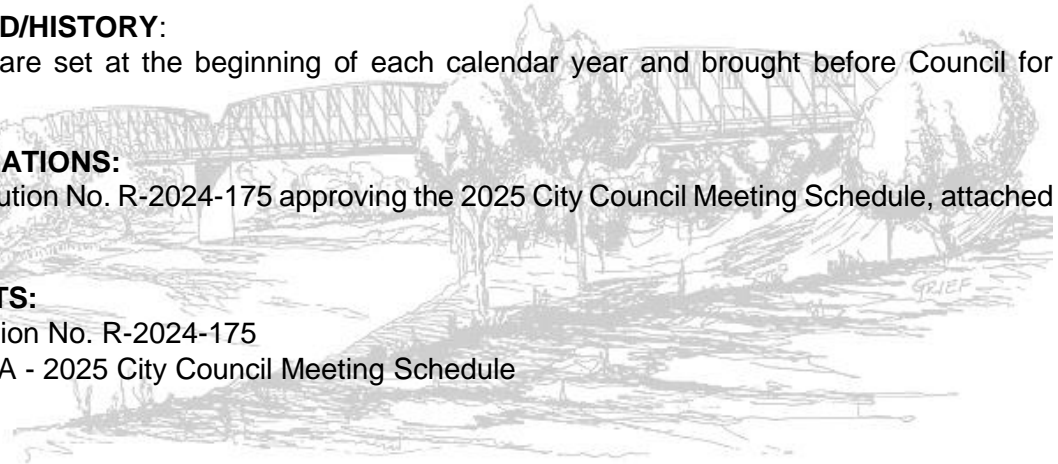 D/HISTORY:
are set at the beginning of each calendar year and brought before Council for
ATIONS:
ution No. R-2024-175 approving the 2025 City Council Meeting Schedule, attached
TS:
ion No. R-2024-175
A - 2025 City Council Meeting Schedule
GRIEF